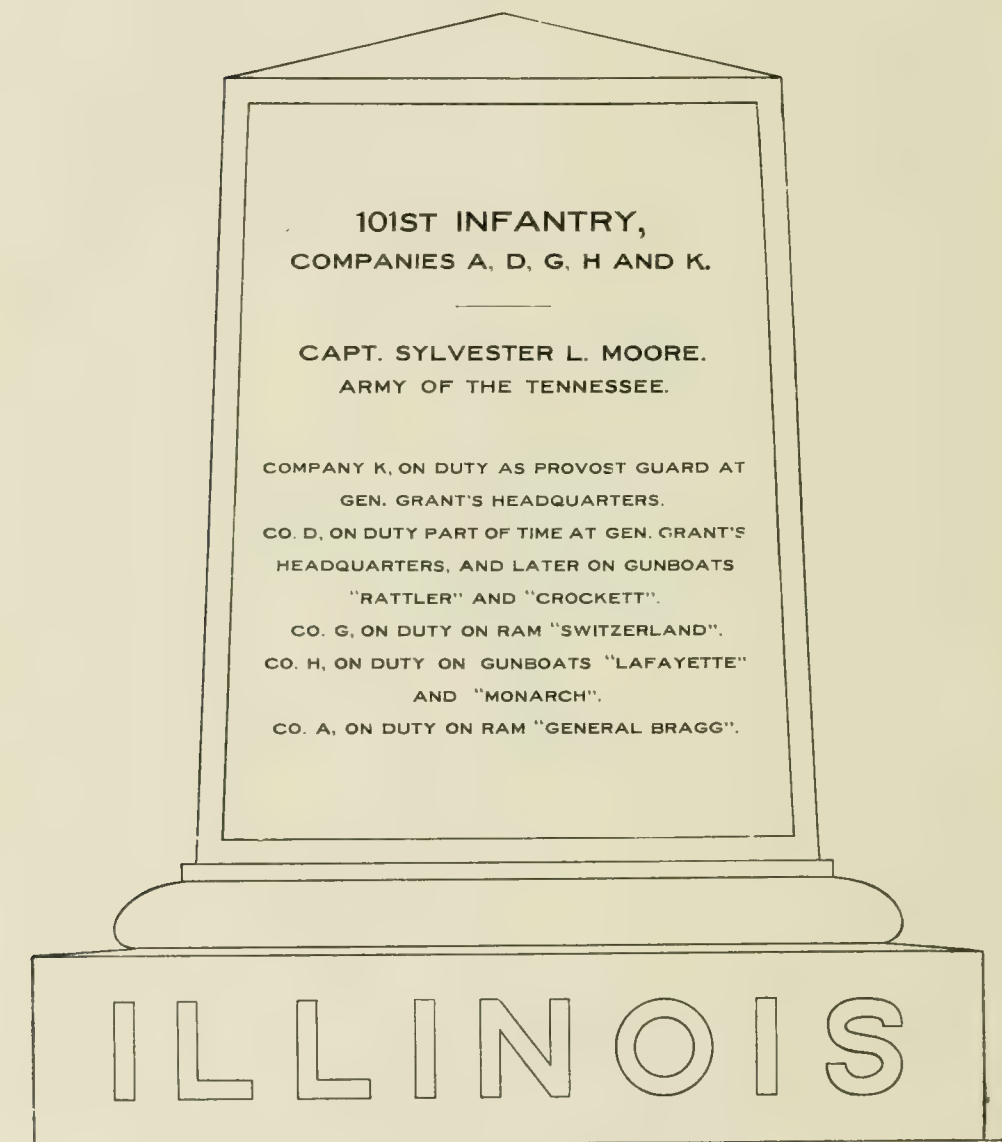 101ST INFANTRY,
COMPANIES A, D, G, H AND K.
CAPT. SYLVESTER L. MOORE.
ARMY OF THE TENNESSEE.
COMPANY K, ON DUTY AS PROVOST GUARD AT
GEN. GRANT'S HEADQUARTERS.
CO. D, ON DUTY PART OF TIME AT GEN. GRANT'S
HEADQUARTERS, AND LATER ON GUNBOATS
"RATTLER" AND "CROCKETT".
CO. G, ON DUTY ON RAM "SWITZERLAND".
CO. H, ON DUTY ON GUNBOATS "LAFAYETTE"
AND "MONARCH".
CO. A, ON DUTY ON RAM "GENERAL BRAGG".
ILLINOIS